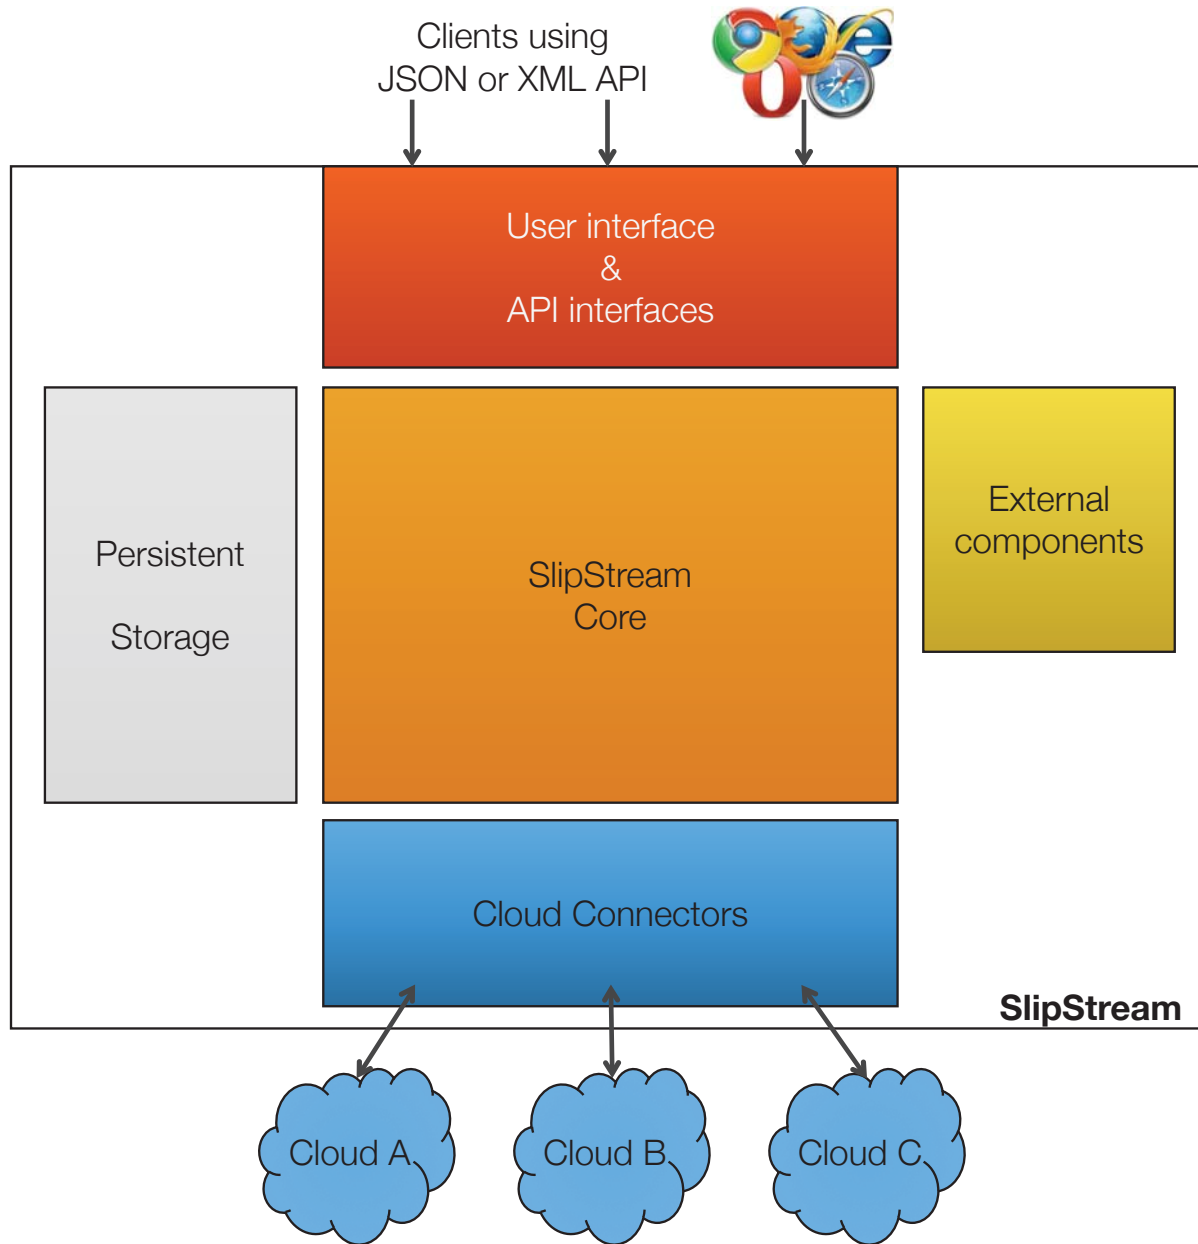 Clients using
JSON or XML API
User interface
&
API interfaces
Persistent
Storage
SlipStream
Core
External
components
Cloud Connectors
SlipStream
Cloud A
Cloud B
Cloud C